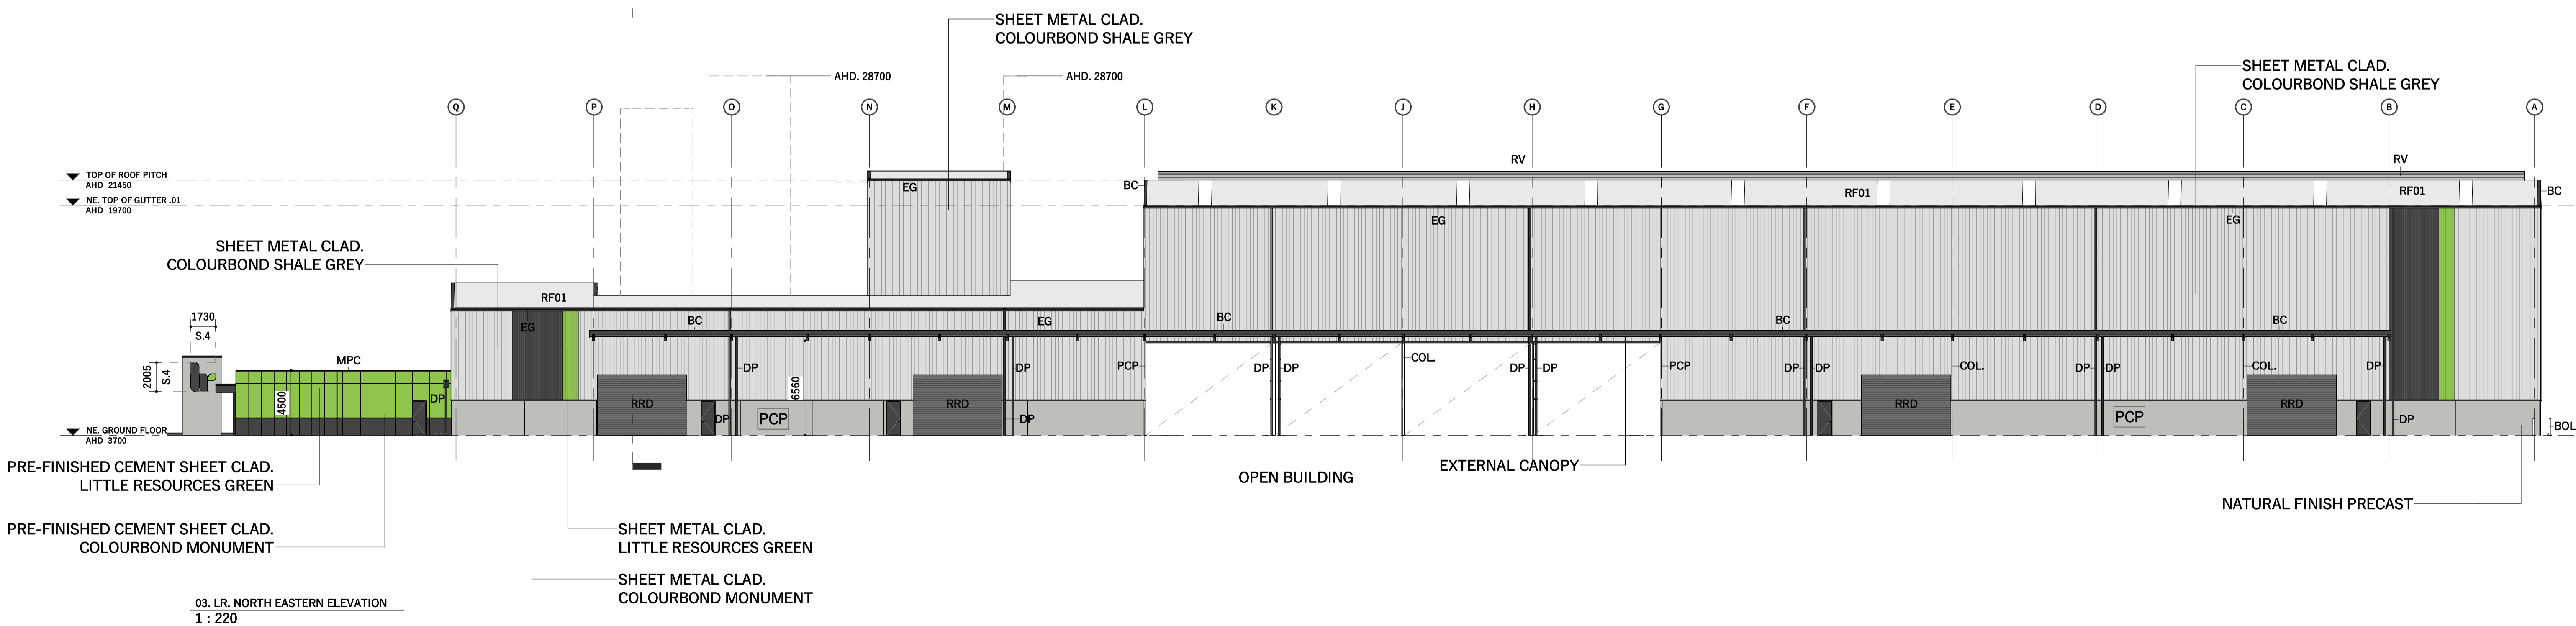 SHEET METAL CLAD.
COLOURBOND SHALE GREY
SHEET METAL CLAD.
COLOURBOND SHALE GREY
AHD. 28700
AHD. 28700
Q
P
O
N
M
L
K
J
H
G
F
E
D
C
B
A
TOP OF ROOF PITCH
AHD 21450
NE. TOP OF GUTTER .01
AHD 19700
RV
RV
EG
BC
RF01
RF01
BC
EG
EG
SHEET METAL CLAD.
COLOURBOND SHALE GREY
RF01
EG
BC
EG
BC
BC
BC
1730
S.4
2005
S.4
MPC
4500
DP
RRD
DP
DP
PCP
6560
RRD
DP
DP
PCP
DP
DP
COL.
DP
DP
PCP
DP
DP
RRD
COL.
DP
DP
PCP
COL.
RRD
DP
DP
BOL
NE. GROUND FLOOR
AHD 3700
PRE-FINISHED CEMENT SHEET CLAD.
LITTLE RESOURCES GREEN
OPEN BUILDING
EXTERNAL CANOPY
NATURAL FINISH PRECAST
PRE-FINISHED CEMENT SHEET CLAD.
COLOURBOND MONUMENT
SHEET METAL CLAD.
LITTLE RESOURCES GREEN
SHEET METAL CLAD.
COLOURBOND MONUMENT
03. LR. NORTH EASTERN ELEVATION
1 : 220